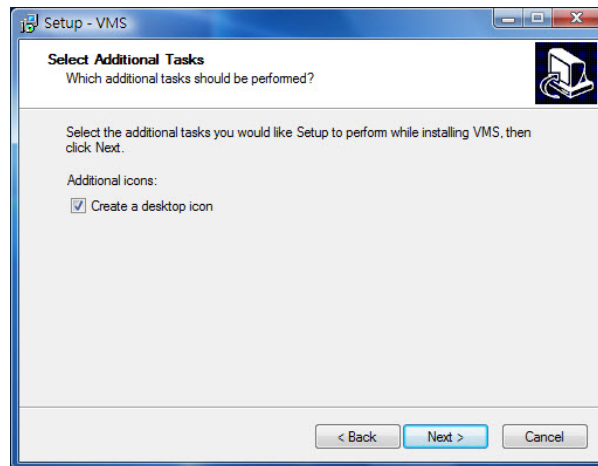 Setup - VMS
Select Additional Tasks
Which additional tasks should be performed?
Select the additional tasks you would like Setup to perform while installing VMS, then
click Next.
Additional icons:
Create a desktop icon
< Back
Next >
Cancel